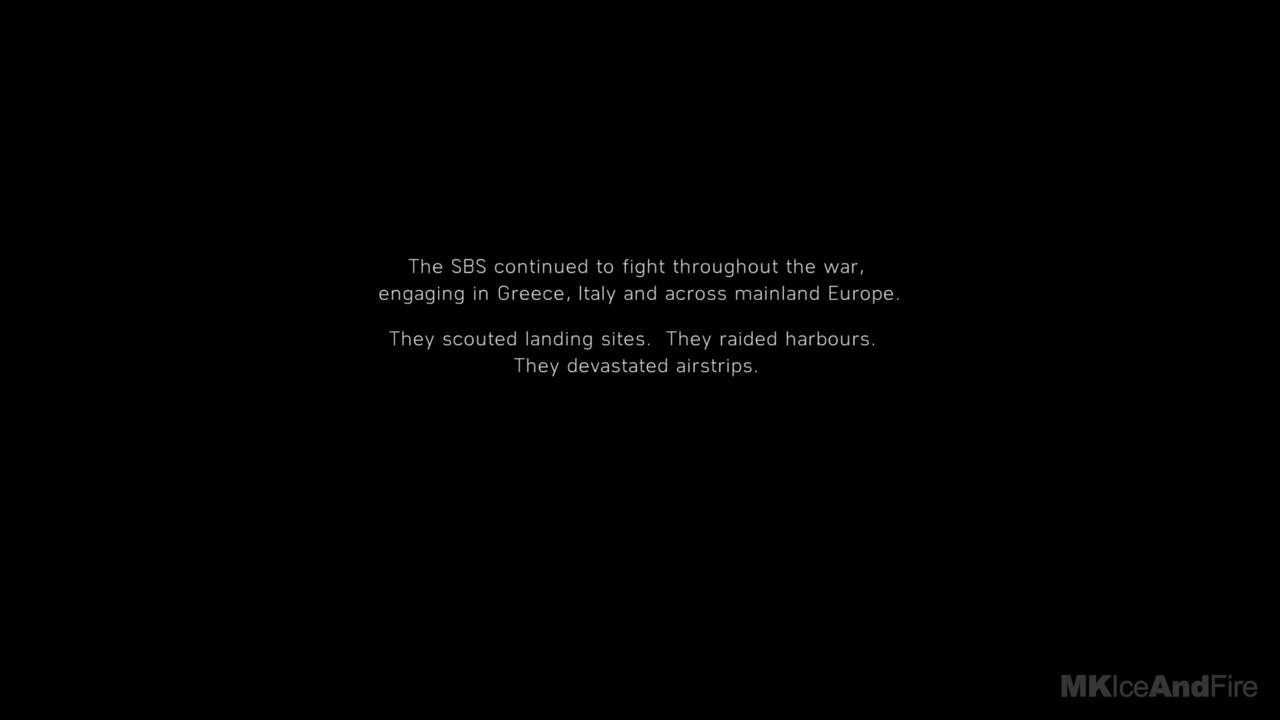 The SBS continued to fight throughout the war,
engaging in Greece, Italy and across mainland Europe.
They scouted landing sites.  They raided harbours.
They devastated airstrips.
MKIceAndFire